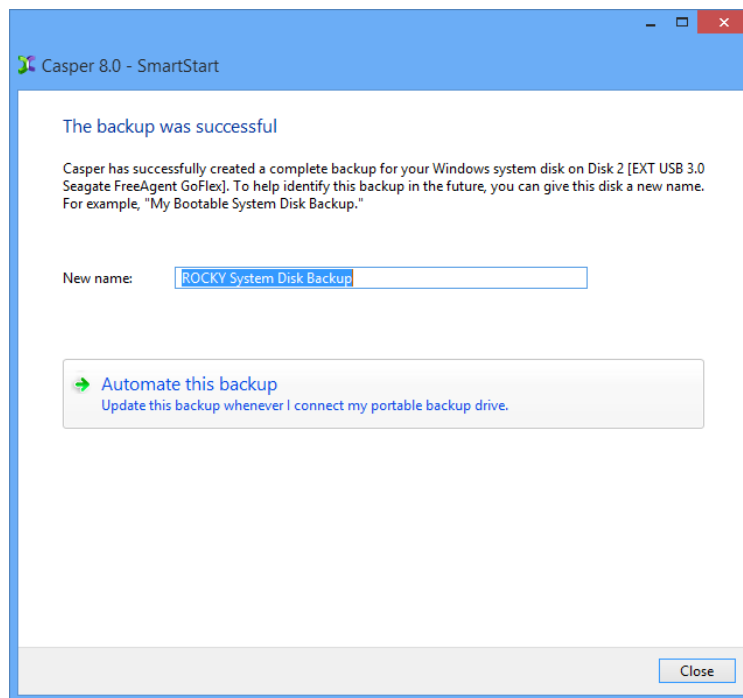 Casper 8.0 - SmartStart
The backup was successful
Casper has successfully created a complete backup for your Windows system disk on Disk 2 [EXT USB 3.0
Seagate FreeAgent GoFlex]. To help identify this backup in the future, you can give this disk a new name.
For example, "My Bootable System Disk Backup."
New name: ROCKY System Disk Backup
Automate this backup
Update this backup whenever I connect my portable backup drive.
Close